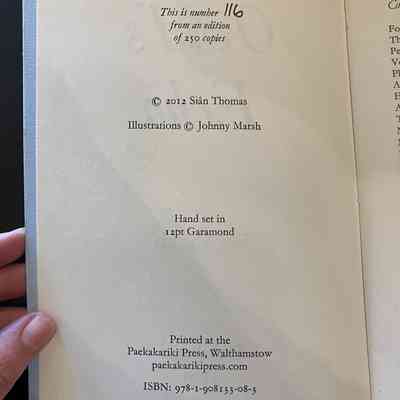 This is number 116
from an edition
of 250 copies
© 2012 Siân Thomas
Illustrations © Johnny Marsh
Hand set in
12pt Garamond
Printed at the
Paekakariki Press, Walthamstow
paekakarikipress.com
ISBN: 978-1-908133-08-3